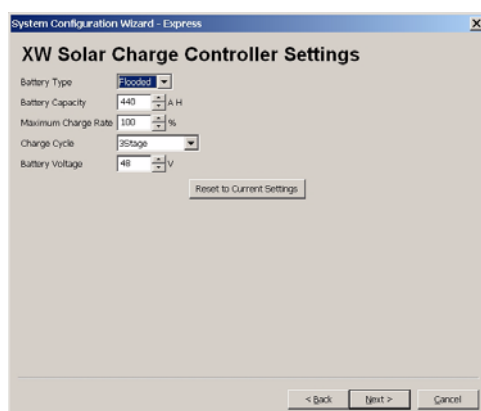 System Configuration Wizard - Express
XW Solar Charge Controller Settings
Battery Type Flooded
Battery Capacity 440 A H
Maximum Charge Rate 100 %
Charge Cycle 3Stage
Battery Voltage 48 V
Reset to Current Settings
< Back Next > Cancel